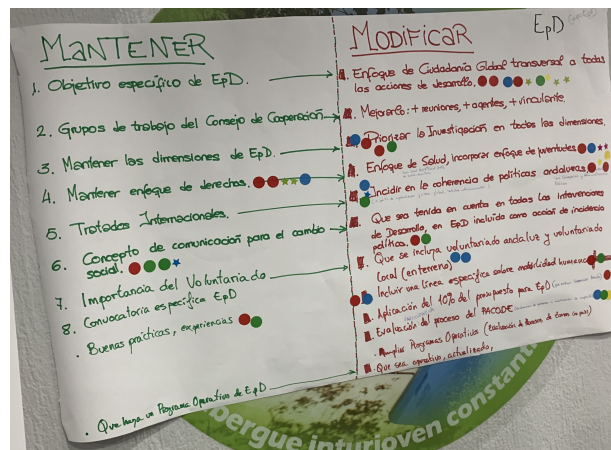 MANTENER
1. Objetivo específico de EpD.
2. Grupos de trabajo del Consejo de Cooperación
3. Mantener las dimensiones de EpD.
4. Mantener enfoque de derechos.
5. Tratados Internacionales.
6. Concepto de comunicación para el cambio
social.
7. Importancia del Voluntariado
8. Convocatoria específica EpD
. Buenas prácticas, experiencias
. Que haya un Programa Operativo de EpD
MODIFICAR
EpD
Enfoque de Ciudadanía Global transversal a todas
las acciones de desarrollo.
Mejorarlo: + reuniones, + agentes, + vinculante.
Priorizar la Investigación en todas las dimensiones.
Enfoque de Salud, incorporar enfoque de juventudes
Incidir en la coherencia de políticas andaluzas
Que sea tenida en cuenta en todas las intervenciones
de Desarrollo, en EpD incluida como acción de incidencia
política.
Que se incluya voluntariado andaluz y voluntariado
local (en terreno)
Incluir una línea específica sobre movilidad humana
Aplicación del 10% del presupuesto para EpD
Evaluación del proceso del PACODE
. Ampliar Programas Operativos
. Que sea operativo, actualizado,
albergue inturjoven constant